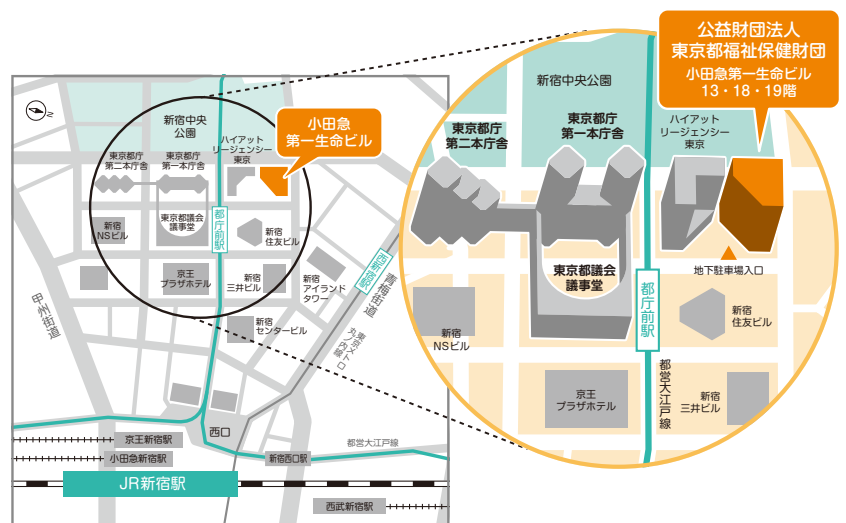 N
新宿中央
公園
小田急
第一生命ビル
ハイアット
リージェンシー
東京
東京都庁
第二本庁舎
東京都庁
第一本庁舎
東京都議会
議事堂
都庁前駅
新宿
NSビル
新宿
住友ビル
京王
プラザホテル
新宿
三井ビル
新宿
アイランド
タワー
西新宿駅
青梅街道
甲州街道
新宿
センタービル
東京メトロ
丸ノ内線
西口
京王新宿駅
小田急新宿駅
都営大江戸線
新宿西口駅
JR新宿駅
西武新宿駅
公益財団法人
東京都福祉保健財団
小田急第一生命ビル
13・18・19階
新宿中央公園
東京都庁
第二本庁舎
東京都庁
第一本庁舎
ハイアット
リージェンシー
東京
地下駐車場入口
東京都議会
議事堂
都庁前駅
新宿
NSビル
新宿
住友ビル
京王
プラザホテル
都営大江戸線
新宿
三井ビル